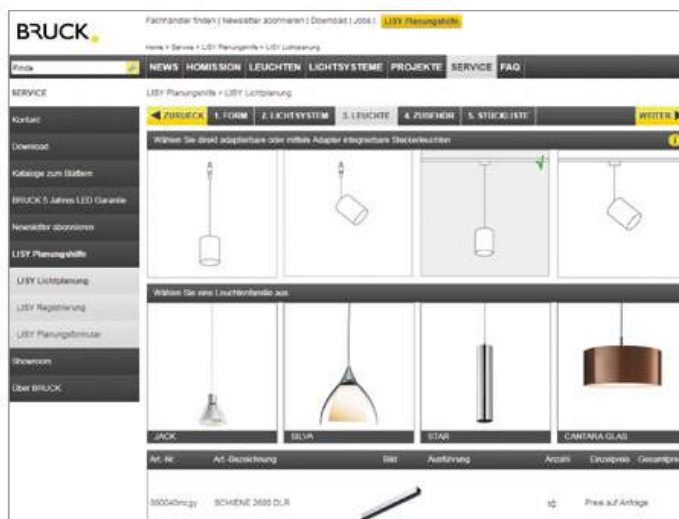 BRUCK
Fachhändler finden | Newsletter abonnieren | Download | Jobs | LISY Planungshilfe
Home > Service > LISY Planungshilfe > LISY Lichtplanung
Finde
NEWS HOMISSION LEUCHTEN LICHTSYSTEME PROJEKTE SERVICE FAQ
SERVICE
LISY Planungshilfe > LISY Lichtplanung
Kontakt
ZURUECK 1. FORM 2. LICHTSYSTEM 3. LEUCHTE 4. ZUBEHÖR 5. STÜCKLISTE WEITER
Wählen Sie direkt adaptierbare oder mittels Adapter integrierbare Steckerleuchten
Download
Kataloge zum Blättern
BRUCK 5 Jahres LED Garantie
Newsletter abonnieren
LISY Planungshilfe
LISY Lichtplanung
LISY Registrierung
LISY Planungsformular
Showroom
Über BRUCK
Wählen Sie eine Leuchtenfamilie aus
JACK SILVA STAR CANTARA GLAS
Art.-Nr. Art.-Bezeichnung Bild Ausführung Anzahl Einzelpreis Gesamtpre
SCHIENE 2600 DLR 10 Preis auf Anfrage